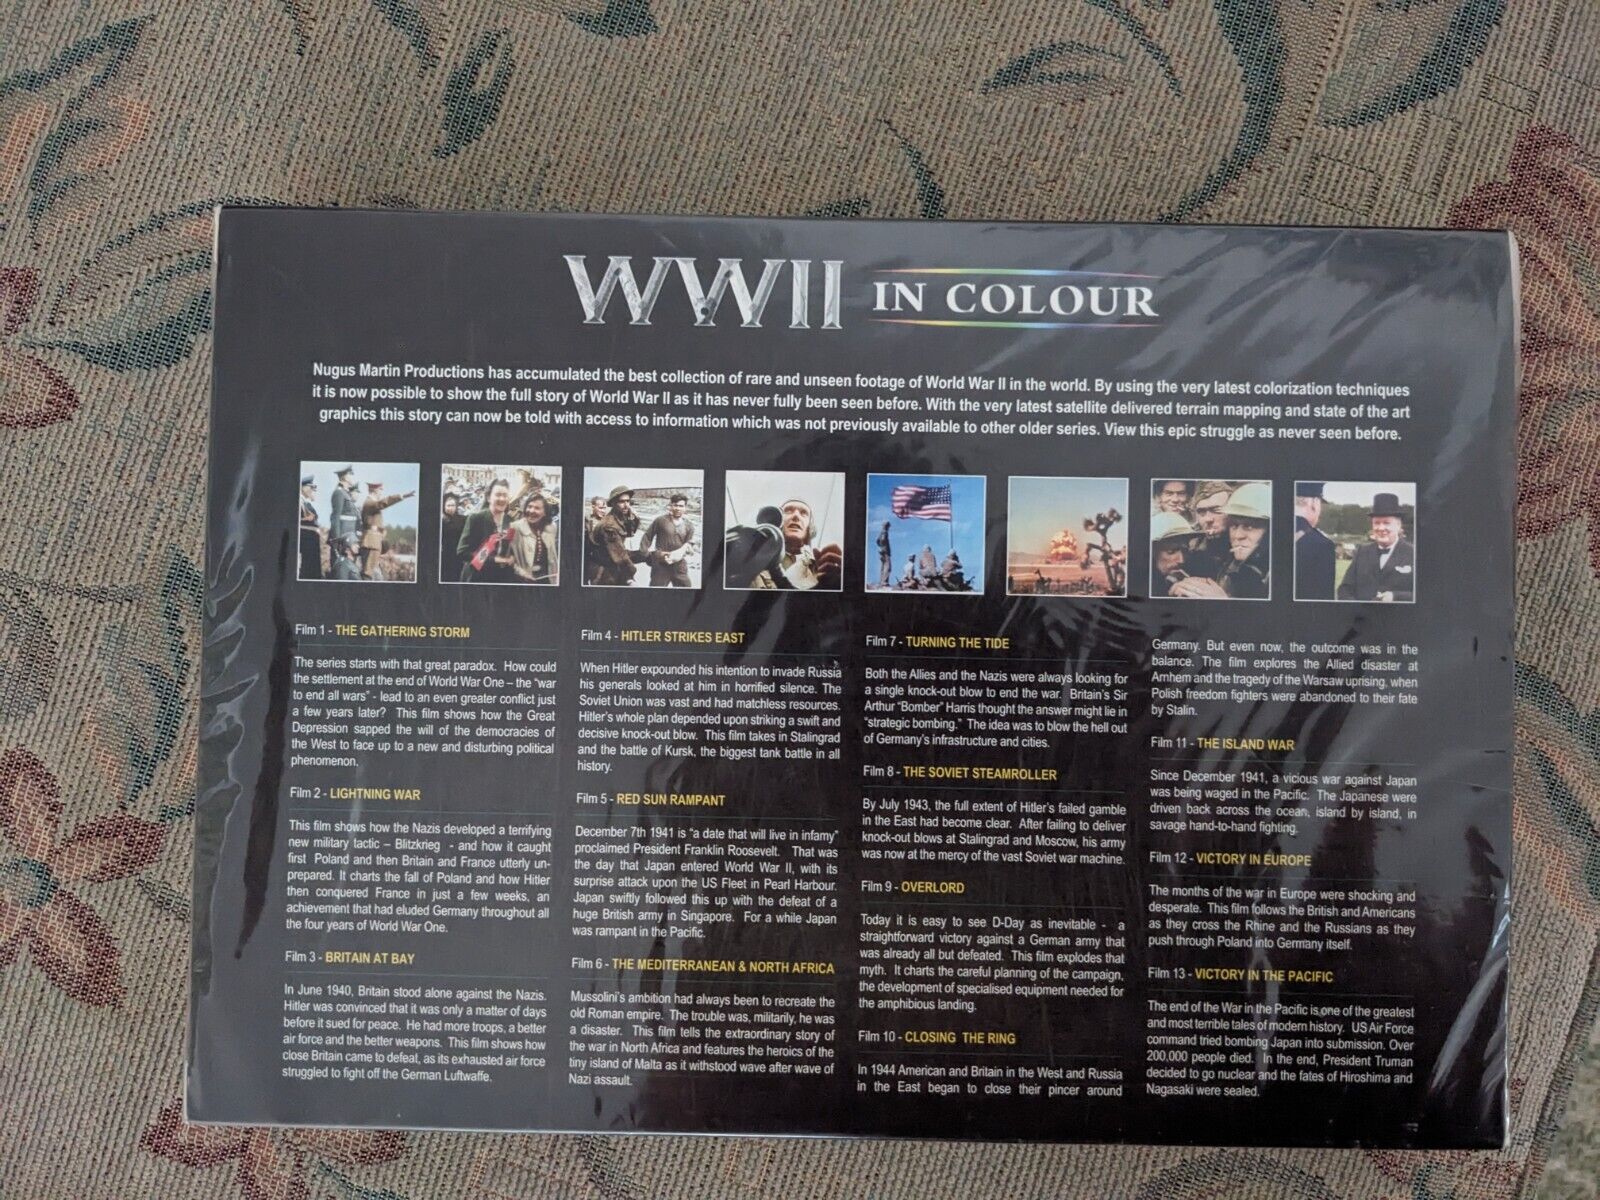 WWII IN COLOUR
Nugus Martin Productions has accumulated the best collection of rare and unseen footage of World War II in the world. By using the very latest colorization techniques
it is now possible to show the full story of World War II as it has never fully been seen before. With the very latest satellite delivered terrain mapping and state of the art
graphics this story can now be told with access to information which was not previously available to other older series. View this epic struggle as never seen before.
Film 1 - THE GATHERING STORM
The series starts with that great paradox. How could
the settlement at the end of World War One – the "war
to end all wars" - lead to an even greater conflict just
a few years later? This film shows how the Great
Depression sapped the will of the democracies of
the West to face up to a new and disturbing political
phenomenon.
Film 2 - LIGHTNING WAR
This film shows how the Nazis developed a terrifying
new military tactic – Blitzkrieg - and how it caught
first Poland and then Britain and France utterly un-
prepared. It charts the fall of Poland and how Hitler
then conquered France in just a few weeks, an
achievement that had eluded Germany throughout all
the four years of World War One.
Film 3 - BRITAIN AT BAY
In June 1940, Britain stood alone against the Nazis.
Hitler was convinced that it was only a matter of days
before it sued for peace. He had more troops, a better
air force and the better weapons. This film shows how
close Britain came to defeat, as its exhausted air force
struggled to fight off the German Luftwaffe.
Film 4 - HITLER STRIKES EAST
When Hitler expounded his intention to invade Russia
his generals looked at him in horrified silence. The
Soviet Union was vast and had matchless resources.
Hitler's whole plan depended upon striking a swift and
decisive knock-out blow. This film takes in Stalingrad
and the battle of Kursk, the biggest tank battle in all
history.
Film 5 - RED SUN RAMPANT
December 7th 1941 is "a date that will live in infamy"
proclaimed President Franklin Roosevelt. That was
the day that Japan entered World War II, with its
surprise attack upon the US Fleet in Pearl Harbour.
Japan swiftly followed this up with the defeat of a
huge British army in Singapore. For a while Japan
was rampant in the Pacific.
Film 6 - THE MEDITERRANEAN & NORTH AFRICA
Mussolini's ambition had always been to recreate the
old Roman empire. The trouble was, militarily, he was
a disaster. This film tells the extraordinary story of
the war in North Africa and features the heroics of the
tiny island of Malta as it withstood wave after wave of
Nazi assault.
Film 7 - TURNING THE TIDE
Both the Allies and the Nazis were always looking for
a single knock-out blow to end the war. Britain's Sir
Arthur "Bomber" Harris thought the answer might lie in
"strategic bombing." The idea was to blow the hell out
of Germany's infrastructure and cities.
Film 8 - THE SOVIET STEAMROLLER
By July 1943, the full extent of Hitler's failed gamble
in the East had become clear. After failing to deliver
knock-out blows at Stalingrad and Moscow, his army
was now at the mercy of the vast Soviet war machine.
Film 9 - OVERLORD
Today it is easy to see D-Day as inevitable - a
straightforward victory against a German army that
was already all but defeated. This film explodes that
myth. It charts the careful planning of the campaign,
the development of specialised equipment needed for
the amphibious landing.
Film 10 - CLOSING THE RING
In 1944 American and Britain in the West and Russia
in the East began to close their pincer around
Germany. But even now, the outcome was in the
balance. The film explores the Allied disaster at
Arnhem and the tragedy of the Warsaw uprising, when
Polish freedom fighters were abandoned to their fate
by Stalin.
Film 11 - THE ISLAND WAR
Since December 1941, a vicious war against Japan
was being waged in the Pacific. The Japanese were
driven back across the ocean, island by island, in
savage hand-to-hand fighting.
Film 12 - VICTORY IN EUROPE
The months of the war in Europe were shocking and
desperate. This film follows the British and Americans
as they cross the Rhine and the Russians as they
push through Poland into Germany itself.
Film 13 - VICTORY IN THE PACIFIC
The end of the War in the Pacific is one of the greatest
and most terrible tales of modern history. US Air Force
command tried bombing Japan into submission. Over
200,000 people died. In the end, President Truman
decided to go nuclear and the fates of Hiroshima and
Nagasaki were sealed.